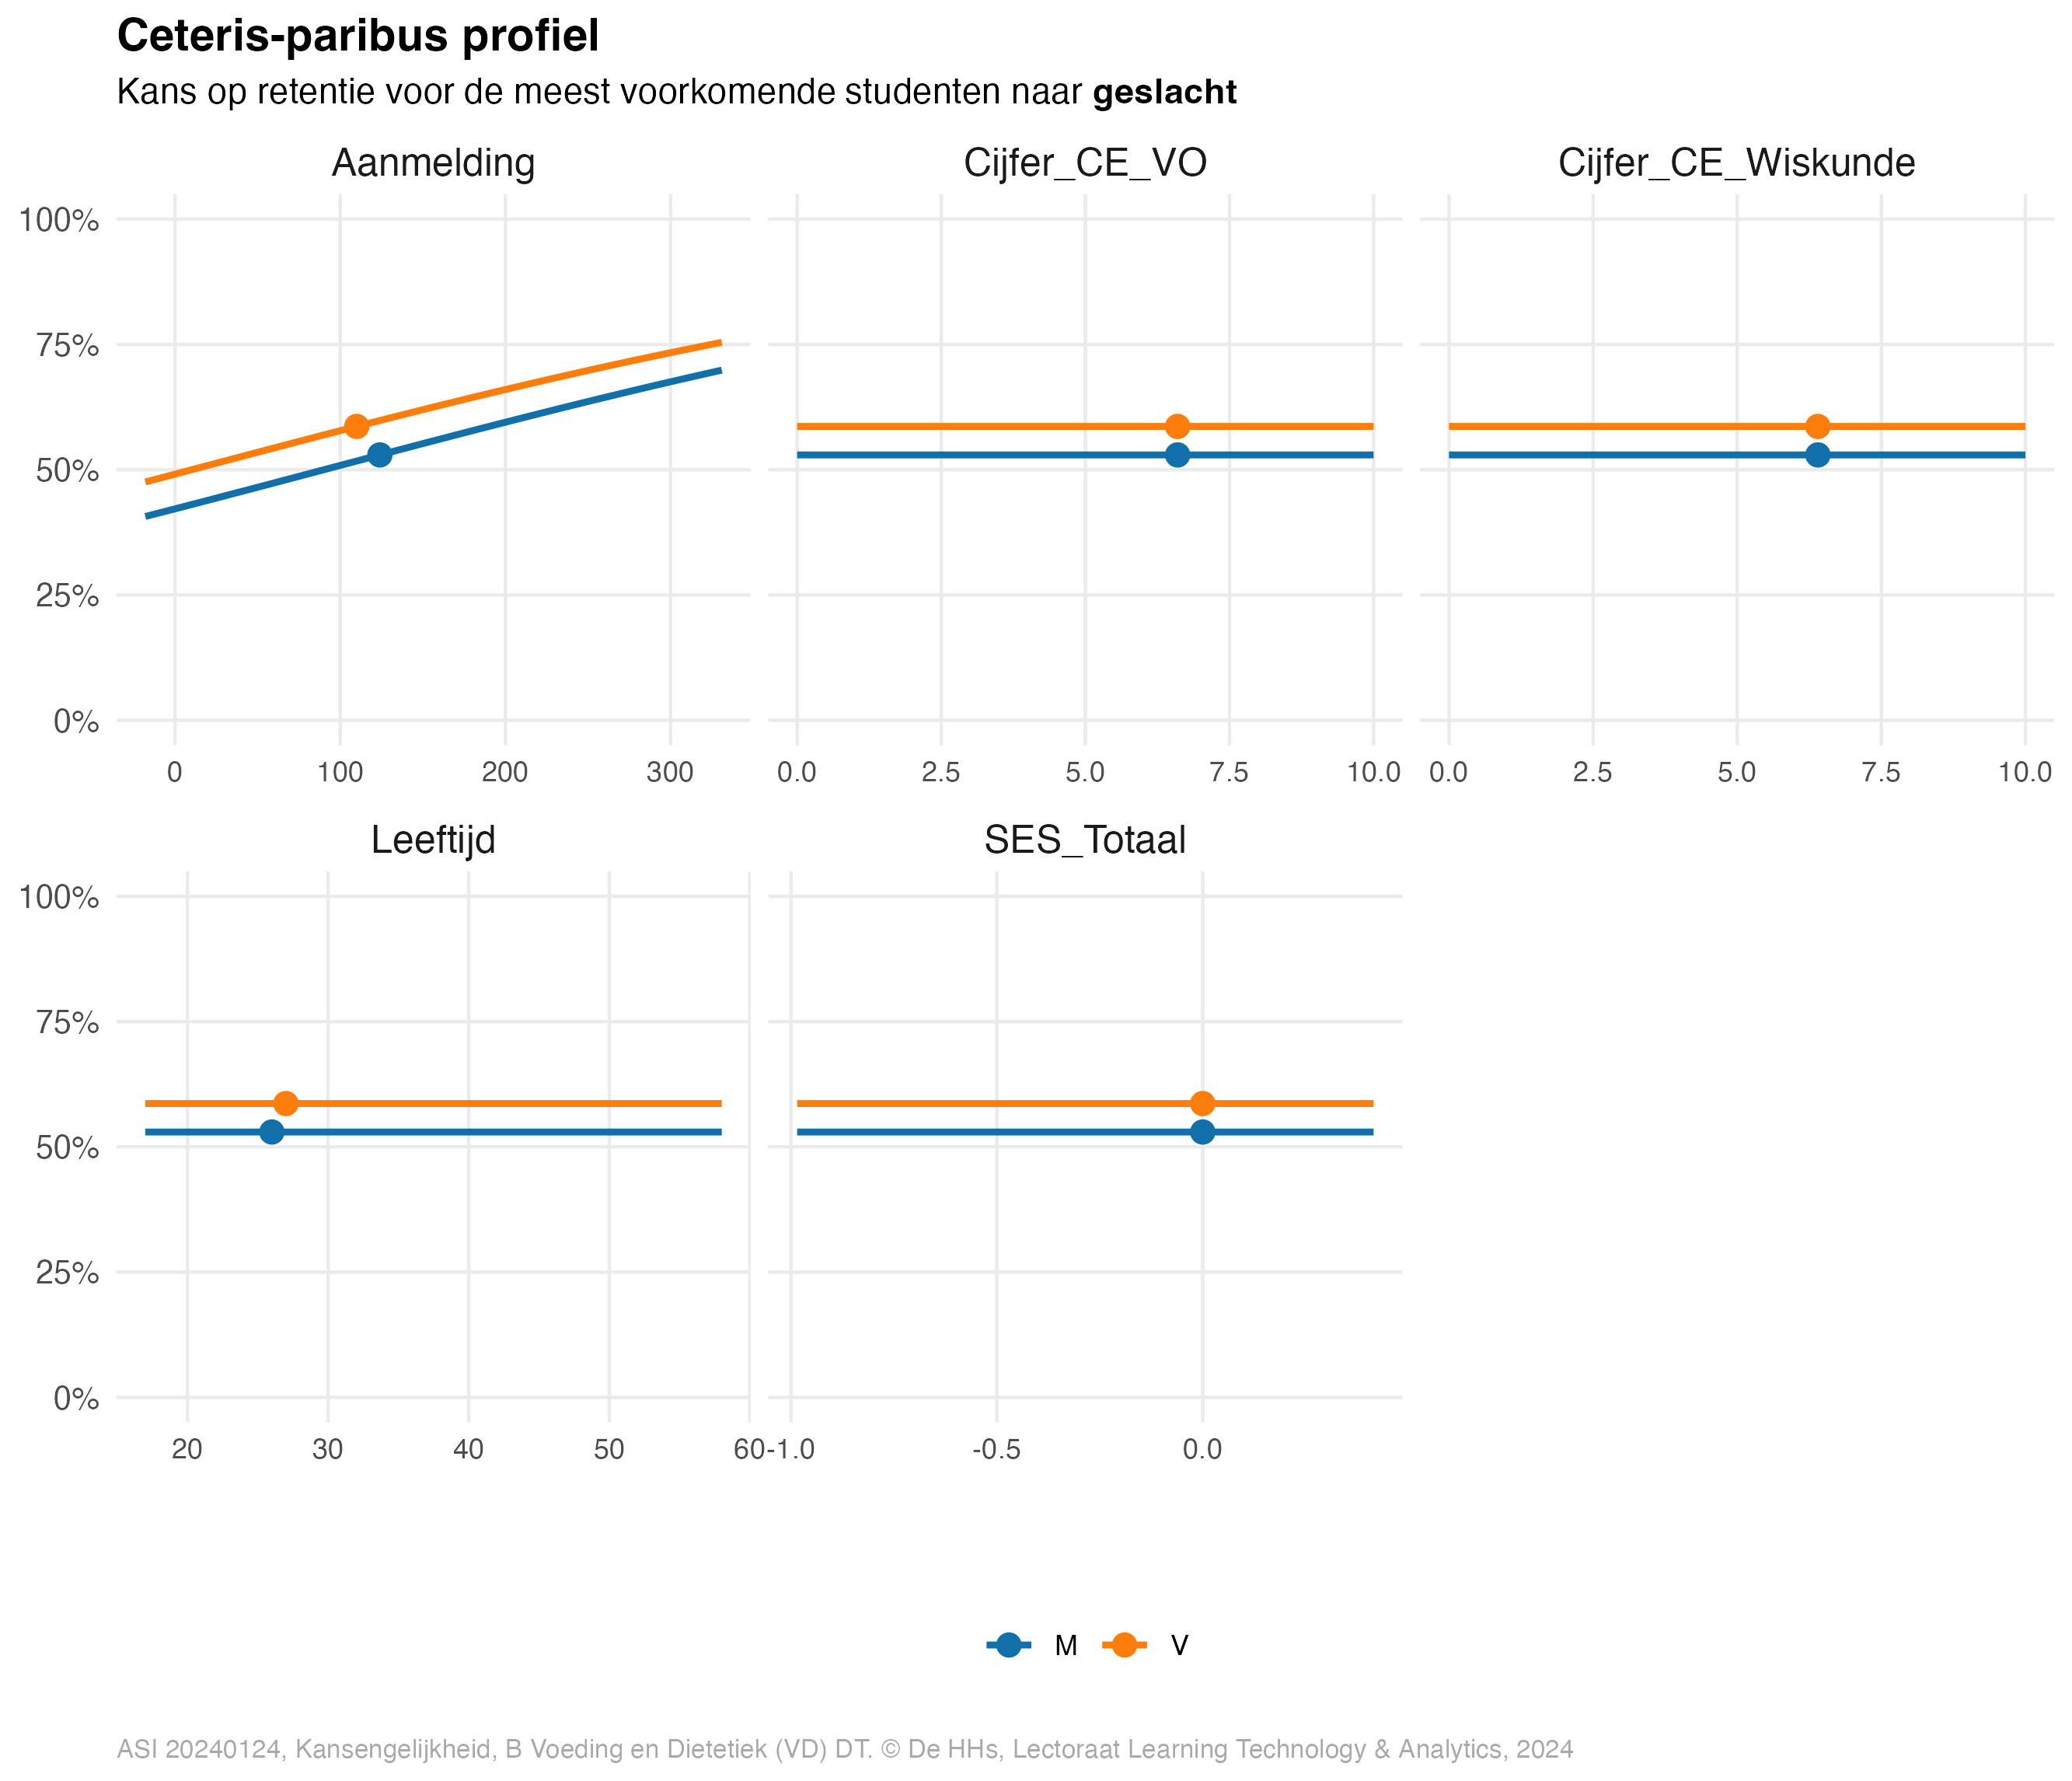 Ceteris-paribus profiel
Kans op retentie voor de meest voorkomende studenten naar geslacht
Aanmelding
Cijfer_CE_VO
Cijfer_CE_Wiskunde
100%
75%
50%
25%
0%
0 100 200 300
0.0 2.5 5.0 7.5 10.0
0.0 2.5 5.0 7.5 10.0
Leeftijd
SES_Totaal
100%
75%
50%
25%
0%
20 30 40 50 60
-1.0 -0.5 0.0
M V
ASI 20240124, Kansengelijkheid, B Voeding en Dietetiek (VD) DT. © De HHs, Lectoraat Learning Technology & Analytics, 2024